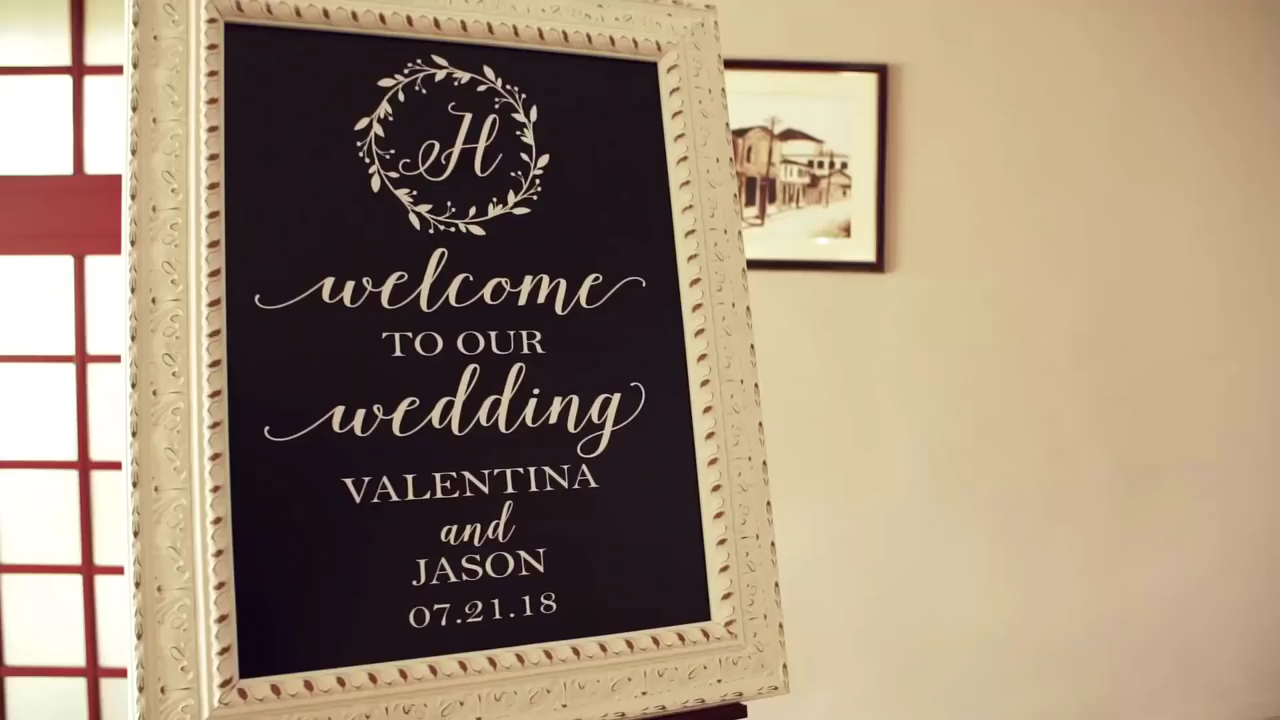 H
welcome
TO OUR
wedding
VALENTINA
and
JASON
07.21.18